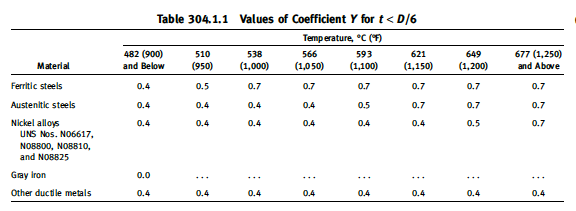 Table 304.1.1 Values of Coefficient Y for t < D/6
Temperature, °C (°F)
482 (900) 510 538 566 593 621 649 677 (1,250)
Material and Below (950) (1,000) (1,050) (1,100) (1,150) (1,200) and Above
Ferritic steels 0.4 0.5 0.7 0.7 0.7 0.7 0.7 0.7
Austenitic steels 0.4 0.4 0.4 0.4 0.5 0.7 0.7 0.7
Nickel alloys 0.4 0.4 0.4 0.4 0.4 0.4 0.5 0.7
UNS Nos. N06617,
N08800, N08810,
and N08825
Gray iron 0.0 ... ... ... ... ... ... ...
Other ductile metals 0.4 0.4 0.4 0.4 0.4 0.4 0.4 0.4